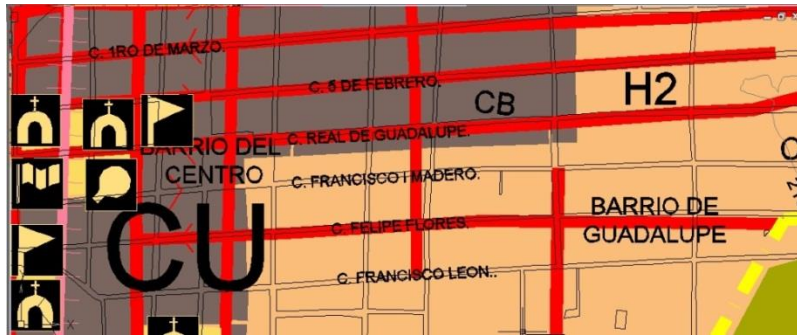 C. 1RO DE MARZO.
C. 5 DE FEBRERO.
CB
H2
C. REAL DE GUADALUPE.
BARRIO DEL
CENTRO
C. FRANCISCO I MADERO.
BARRIO DE
GUADALUPE
C. FELIPE FLORES.
CU
C. FRANCISCO LEON..